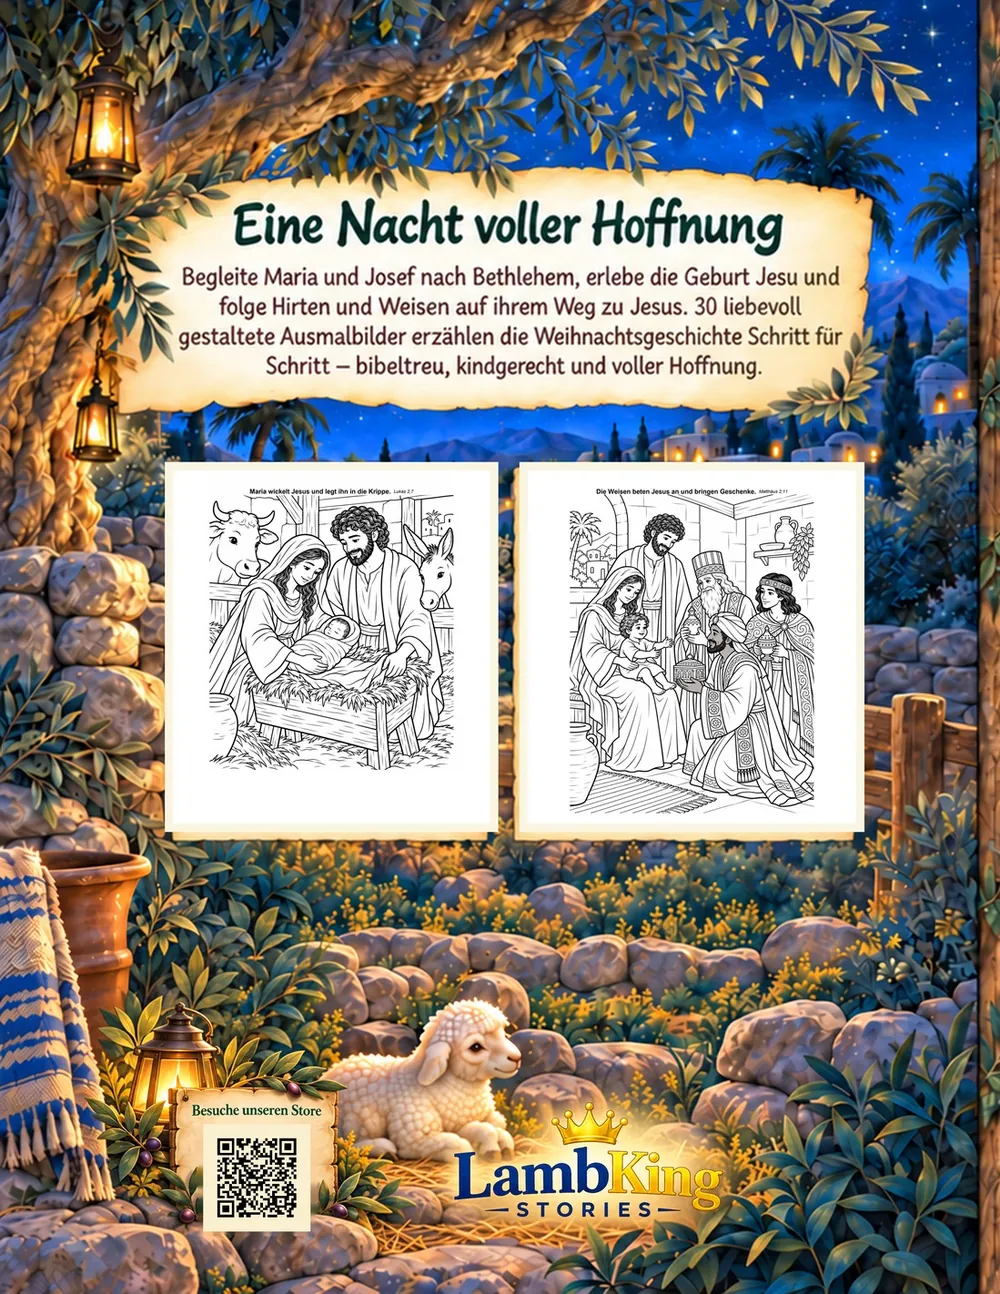 Eine Nacht voller Hoffnung
Begleite Maria und Josef nach Bethlehem, erlebe die Geburt Jesu und
folge Hirten und Weisen auf ihrem Weg zu Jesus. 30 liebevoll
gestaltete Ausmalbilder erzählen die Weihnachtsgeschichte Schritt für
Schritt – bibeltreu, kindgerecht und voller Hoffnung.
Maria wickelt Jesus und legt ihn in die Krippe. Lukas 2,7
Die Weisen beten Jesus an und bringen Geschenke. Matthäus 2,11
Besuche unseren Store
LambKing
STORIES